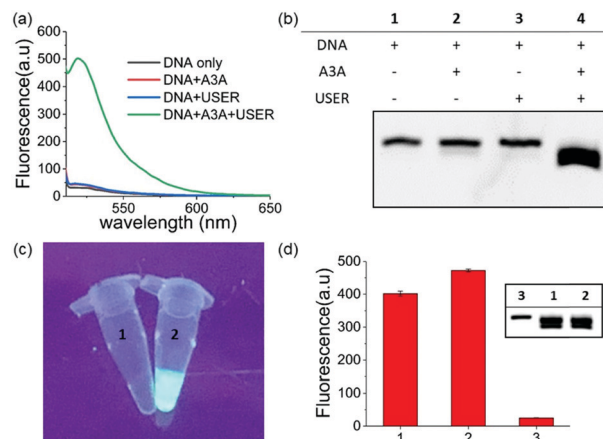 (a)
500
400
300
200
100
0
Fluorescence(a.u)
DNA only
DNA+A3A
DNA+USER
DNA+A3A+USER
550 600 650
wavelength (nm)
(b)
1 2 3 4
DNA + + + +
A3A - + - +
USER - - + +
(c)
1 2
(d)
500
400
300
200
100
0
Fluorescence(a.u)
3 1 2
1 2 3